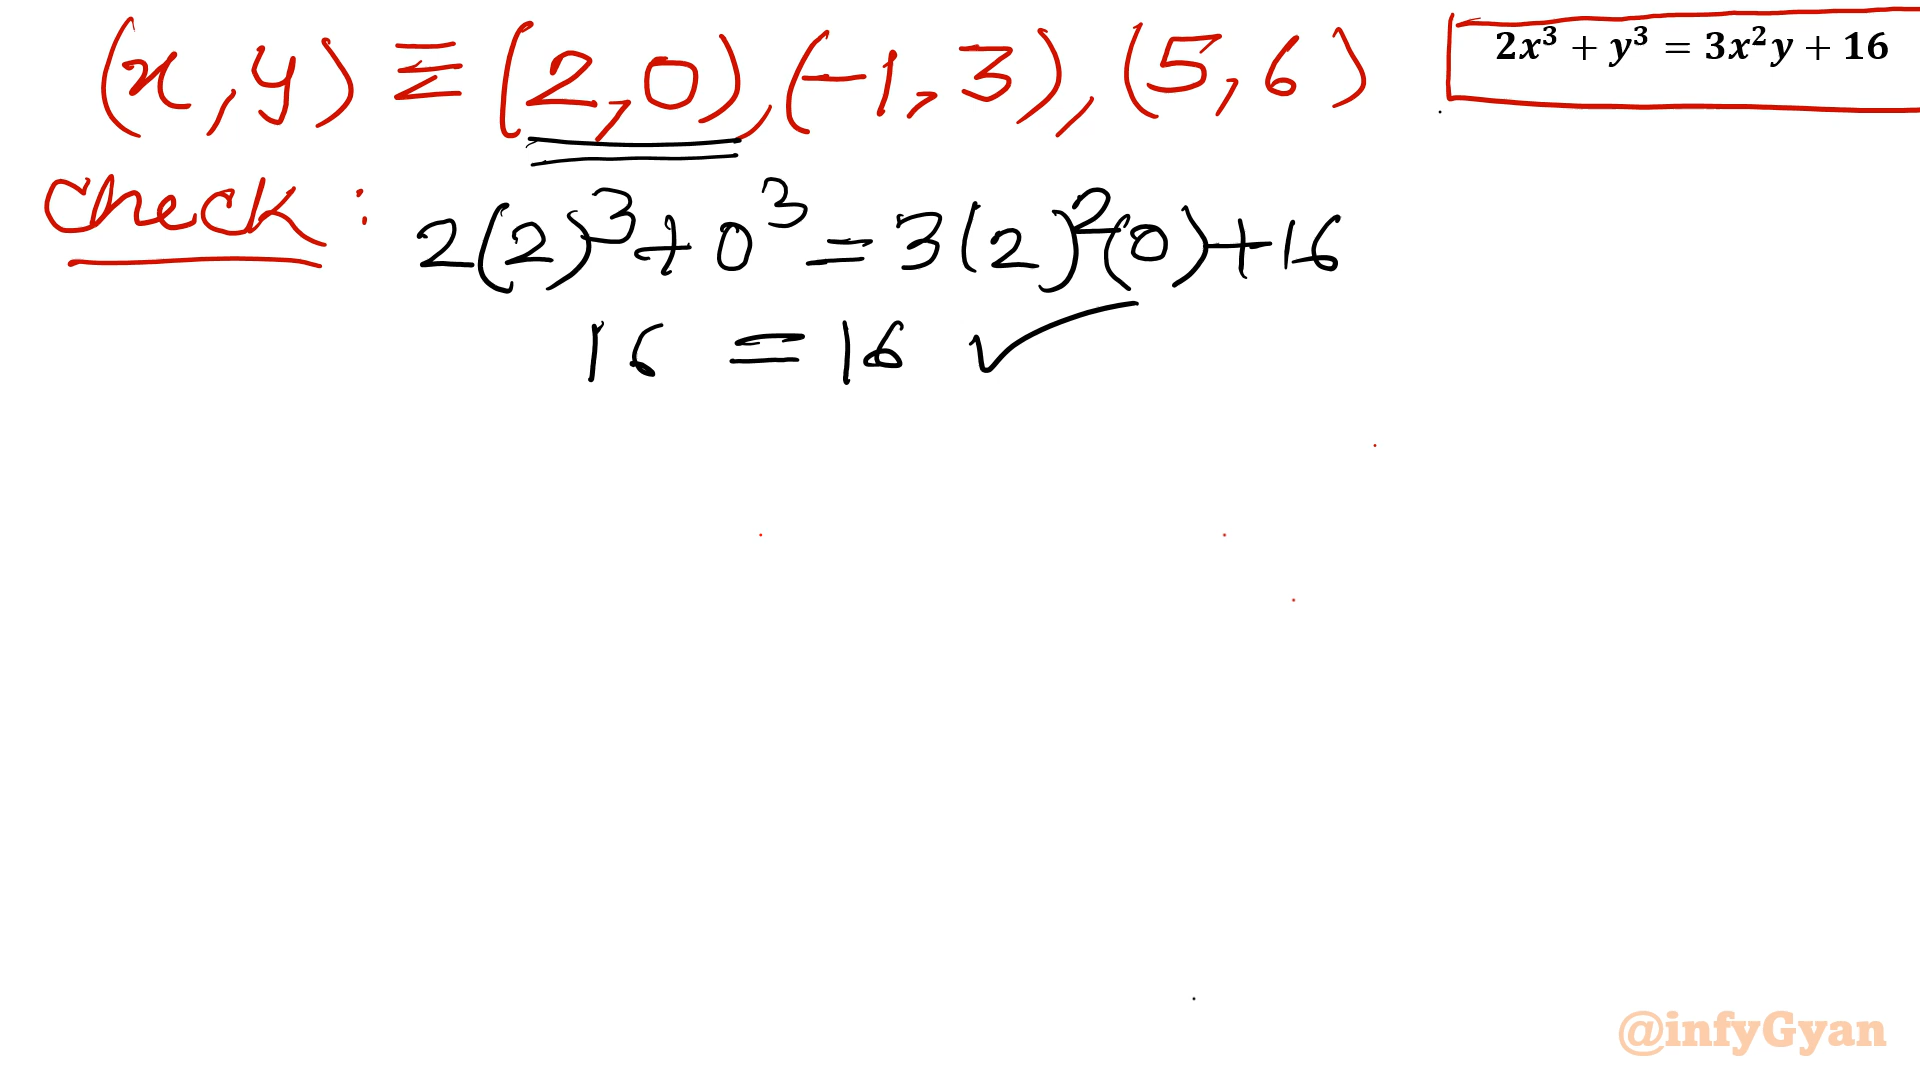 (x, y) ≡ (2, 0), (-1, 3), (5, 6)
2x³ + y³ = 3x²y + 16
check :
2(2)³ + 0³ = 3(2)²(0) + 16
16 = 16 ✓
@infyGyan